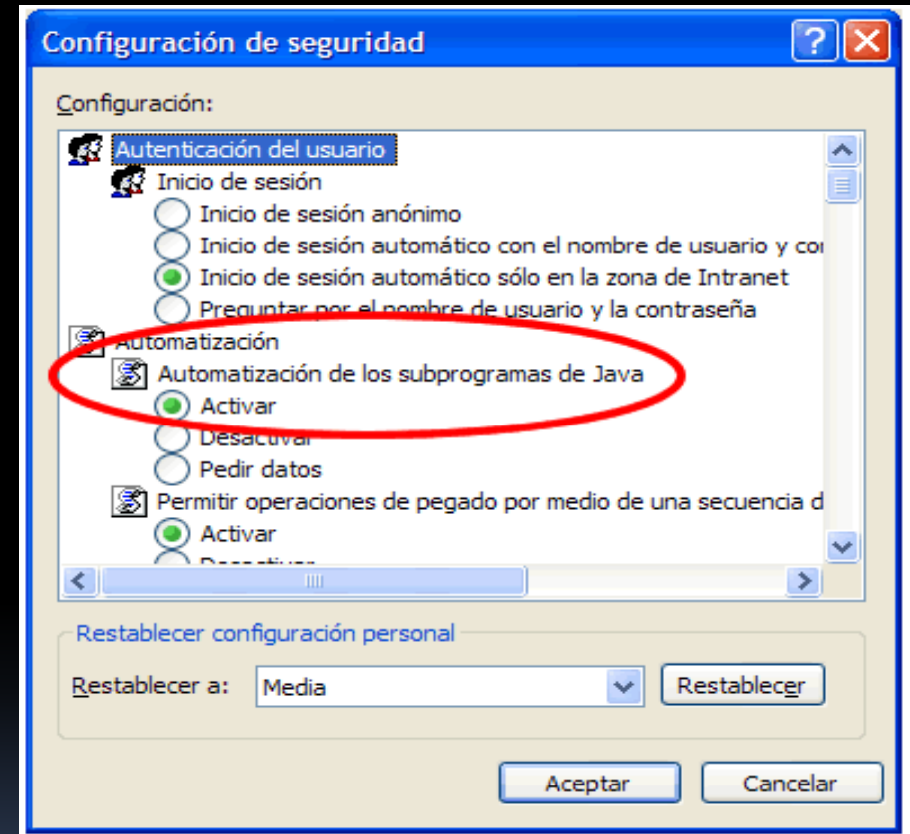 Configuración de seguridad
Configuración:
Autenticación del usuario
Inicio de sesión
Inicio de sesión anónimo
Inicio de sesión automático con el nombre de usuario y
Inicio de sesión automático sólo en la zona de Intranet
Preguntar por el nombre de usuario y la contraseña
Automatización
Automatización de los subprogramas de Java
Activar
Desactivar
Pedir datos
Permitir operaciones de pegado por medio de una secuencia d
Activar
Restablecer configuración personal
Restablecer a: Media Restablecer
Aceptar Cancelar